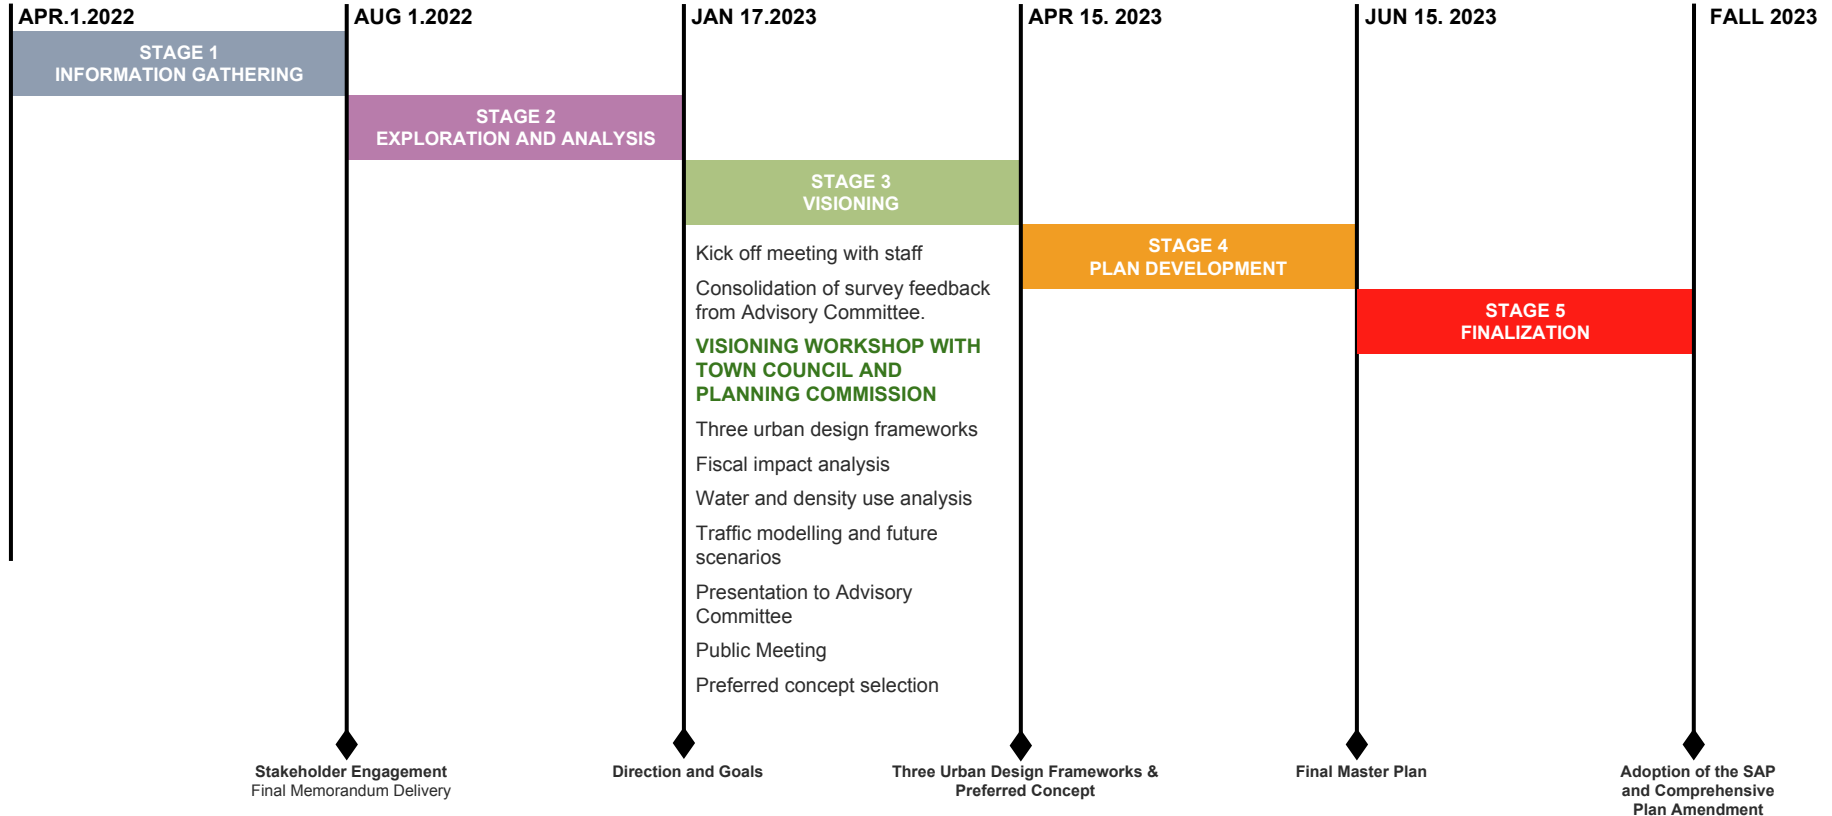 APR.1.2022
AUG 1.2022
JAN 17.2023
APR 15. 2023
JUN 15. 2023
FALL 2023
STAGE 1
INFORMATION GATHERING
STAGE 2
EXPLORATION AND ANALYSIS
STAGE 3
VISIONING
Kick off meeting with staff
Consolidation of survey feedback
from Advisory Committee.
VISIONING WORKSHOP WITH
TOWN COUNCIL AND
PLANNING COMMISSION
Three urban design frameworks
Fiscal impact analysis
Water and density use analysis
Traffic modelling and future
scenarios
Presentation to Advisory
Committee
Public Meeting
Preferred concept selection
STAGE 4
PLAN DEVELOPMENT
STAGE 5
FINALIZATION
Stakeholder Engagement
Final Memorandum Delivery
Direction and Goals
Three Urban Design Frameworks &
Preferred Concept
Final Master Plan
Adoption of the SAP
and Comprehensive
Plan Amendment